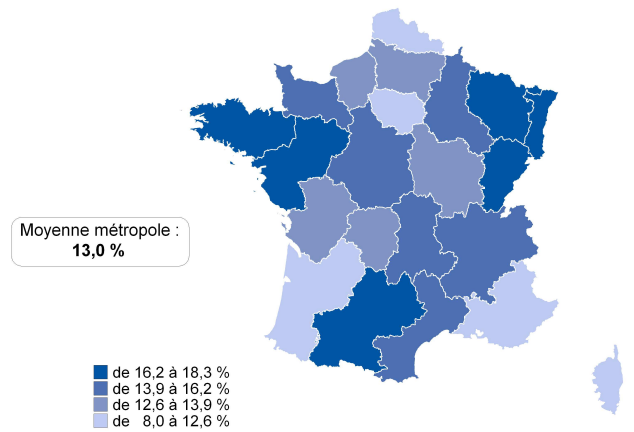 Moyenne métropole :
13,0 %
de 16,2 à 18,3 %
de 13,9 à 16,2 %
de 12,6 à 13,9 %
de 8,0 à 12,6 %